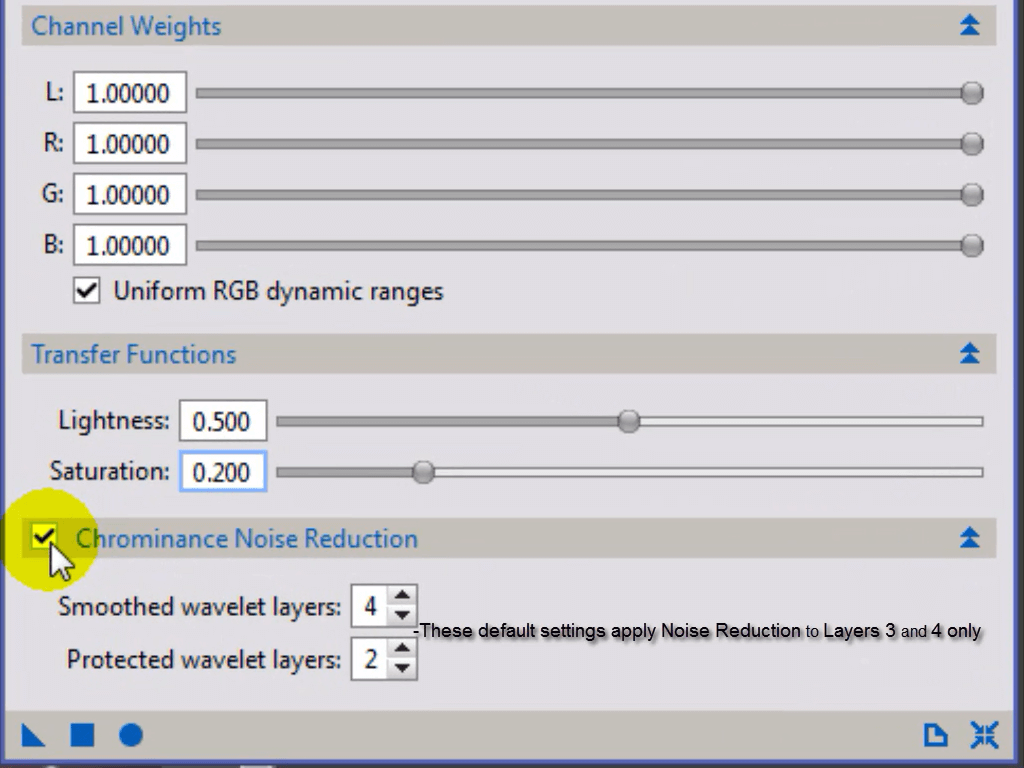 Channel Weights
L: 1.00000
R: 1.00000
G: 1.00000
B: 1.00000
Uniform RGB dynamic ranges
Transfer Functions
Lightness: 0.500
Saturation: 0.200
Chrominance Noise Reduction
Smoothed wavelet layers: 4
-These default settings apply Noise Reduction to Layers 3 and 4 only
Protected wavelet layers: 2